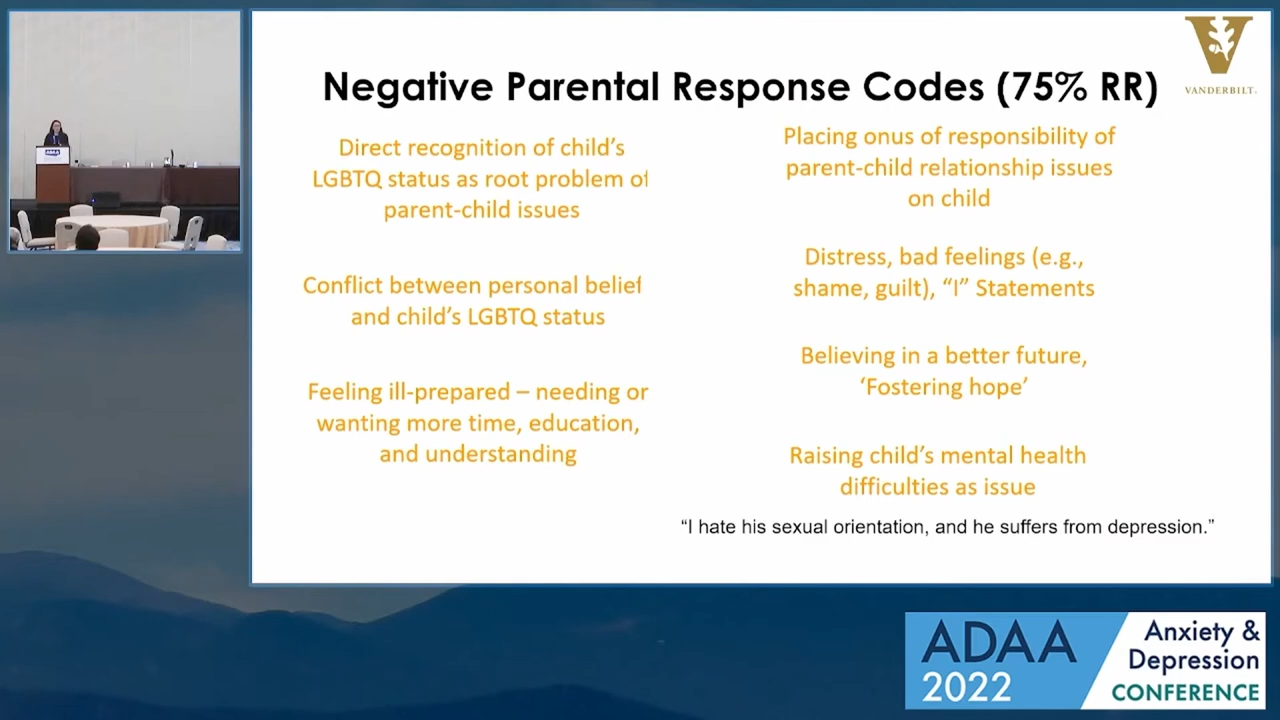 Negative Parental Response Codes (75% RR)
VANDERBILT
Direct recognition of child’s
LGBTQ status as root problem of
parent-child issues
Conflict between personal belief
and child’s LGBTQ status
Feeling ill-prepared – needing or
wanting more time, education,
and understanding
Placing onus of responsibility of
parent-child relationship issues
on child
Distress, bad feelings (e.g.,
shame, guilt), “I” Statements
Believing in a better future,
‘Fostering hope’
Raising child’s mental health
difficulties as issue
“I hate his sexual orientation, and he suffers from depression.”
ADAA
2022
Anxiety &
Depression
CONFERENCE
ADAA